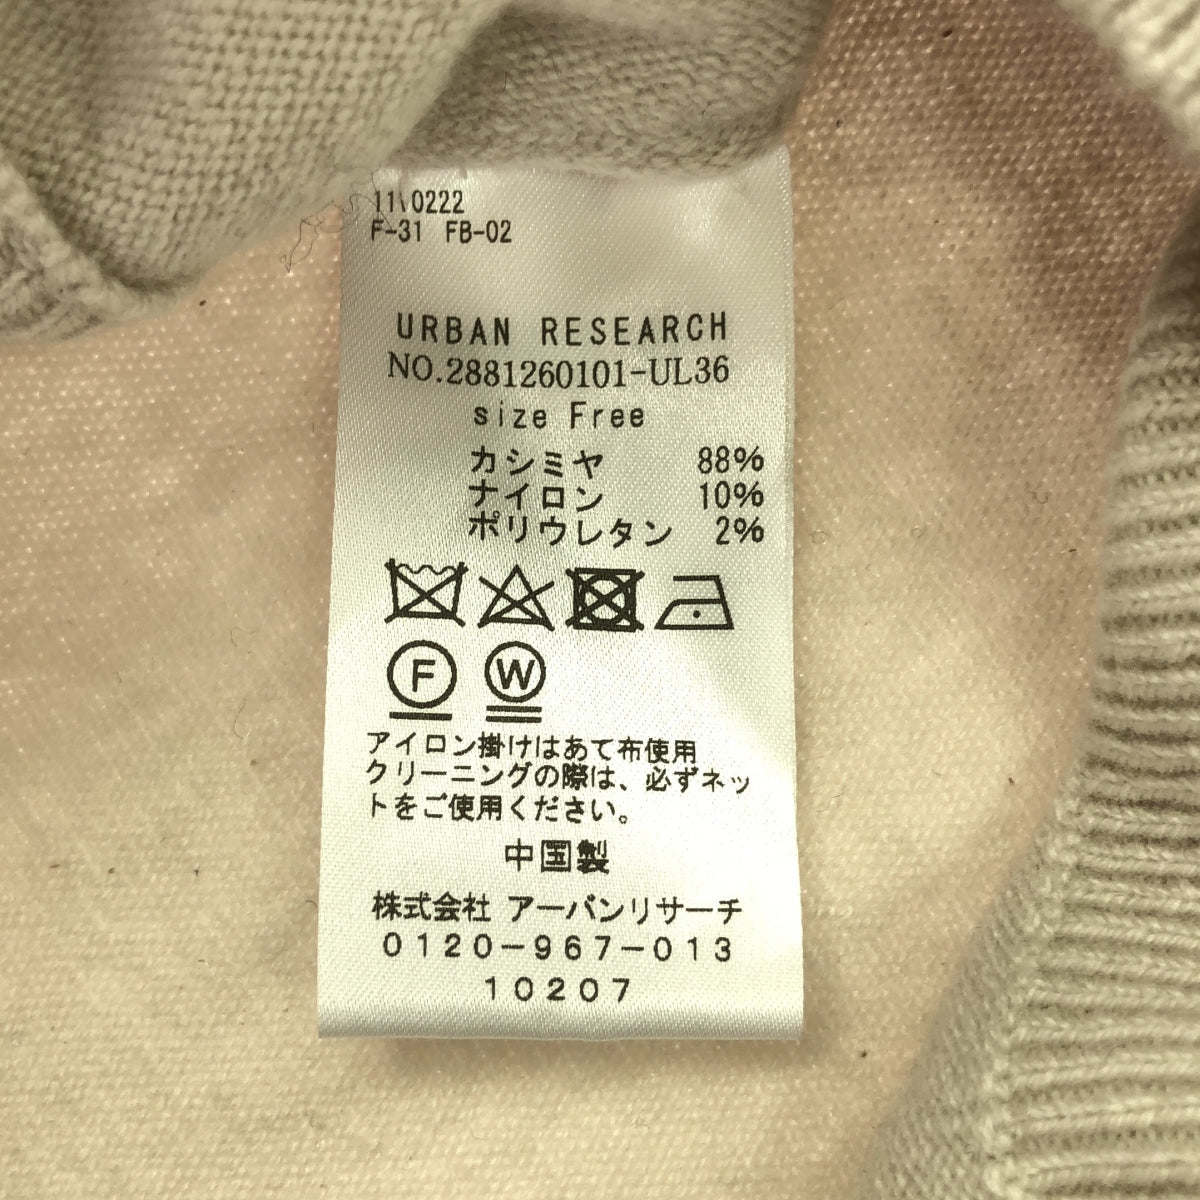 11\0222
F-31 FB-02
URBAN RESEARCH
NO.2881260101-UL36
size Free
カシミヤ 88%
ナイロン 10%
ポリウレタン 2%
F W
アイロン掛けはあて布使用
クリーニングの際は、必ずネッ
トをご使用ください。
中国製
株式会社 アーバンリサーチ
0120-967-013
10207